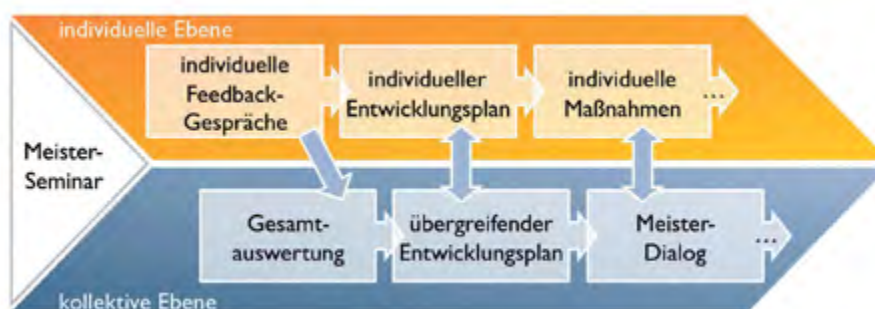 individuelle Ebene
individuelle
Feedback-
Gespräche
individueller
Entwicklungsplan
individuelle
Maßnahmen
...
Meister-
Seminar
Gesamt-
auswertung
übergreifender
Entwicklungsplan
Meister-
Dialog
...
kollektive Ebene